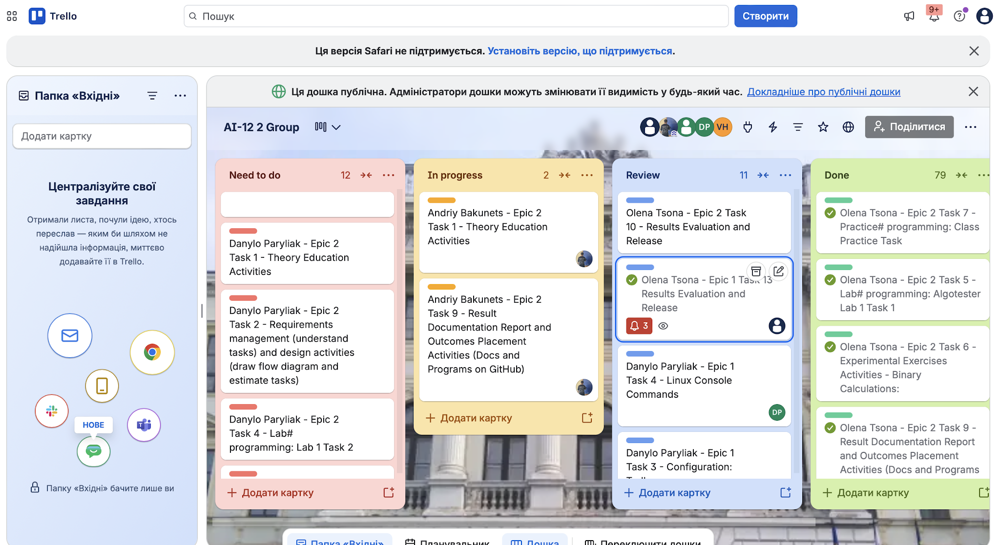 Trello
Пошук
Створити
9+
Ця версія Safari не підтримується. Установіть версію, що підтримується.
Папка «Вхідні»
Додати картку
Централізуйте свої
завдання
Отримали листа, почули ідею, хтось
переслав — яким би шляхом не
надійшла інформація, миттєво
додавайте її в Trello.
НОВЕ
Папку «Вхідні» бачите лише ви
Ця дошка публічна. Адміністратори дошки можуть змінювати її видимість у будь-який час. Докладніше про публічні дошки
AI-12 2 Group
DP
VH
Поділитися
Need to do
12
Danylo Paryliak - Epic 2
Task 1 - Theory Education
Activities
Danylo Paryliak - Epic 2
Task 2 - Requirements
management (understand
tasks) and design activities
(draw flow diagram and
estimate tasks)
Danylo Paryliak - Epic 2
Task 4 - Lab#
programming: Lab 1 Task 2
Додати картку
In progress
2
Andriy Bakunets - Epic 2
Task 1 - Theory Education
Activities
Andriy Bakunets - Epic 2
Task 9 - Result
Documentation Report and
Outcomes Placement
Activities (Docs and
Programs on GitHub)
Додати картку
Review
11
Olena Tsona - Epic 2 Task
10 - Results Evaluation and
Release
Olena Tsona - Epic 1 Task 13
Results Evaluation and
Release
3
Danylo Paryliak - Epic 1
Task 4 - Linux Console
Commands
DP
Danylo Paryliak - Epic 1
Task 3 - Configuration:
Додати картку
Done
79
Olena Tsona - Epic 2 Task 7 -
Practice# programming: Class
Practice Task
Olena Tsona - Epic 2 Task 5 -
Lab# programming: Algotester
Lab 1 Task 1
Olena Tsona - Epic 2 Task 6 -
Experimental Exercises
Activities - Binary
Calculations:
Olena Tsona - Epic 2 Task 9 -
Result Documentation Report
and Outcomes Placement
Activities (Docs and Programs
Додати картку
Папка «Вхідні»
Планувальник
Дошка
Переключити дошки